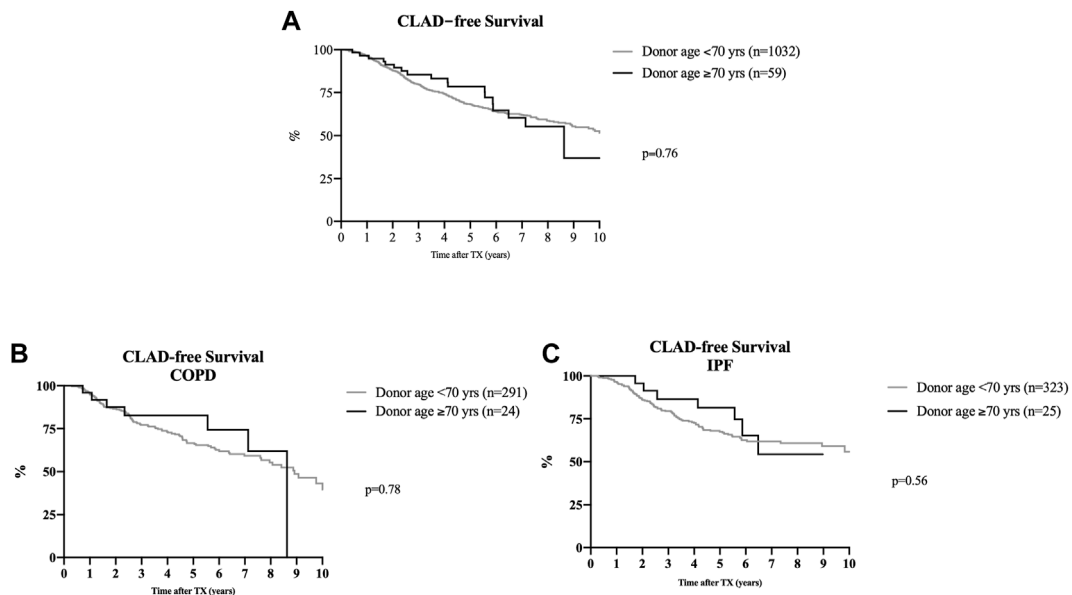 A
CLAD–free Survival
Donor age <70 yrs (n=1032)
Donor age ≥70 yrs (n=59)
100
75
50
25
0
%
p=0.76
0 1 2 3 4 5 6 7 8 9 10
Time after TX (years)
B
CLAD-free Survival
COPD
Donor age <70 yrs (n=291)
Donor age ≥70 yrs (n=24)
100
75
50
25
0
%
p=0.78
0 1 2 3 4 5 6 7 8 9 10
Time after TX (years)
C
CLAD-free Survival
IPF
Donor age <70 yrs (n=323)
Donor age ≥70 yrs (n=25)
100
75
50
25
0
%
p=0.56
0 1 2 3 4 5 6 7 8 9 10
Time after TX (years)